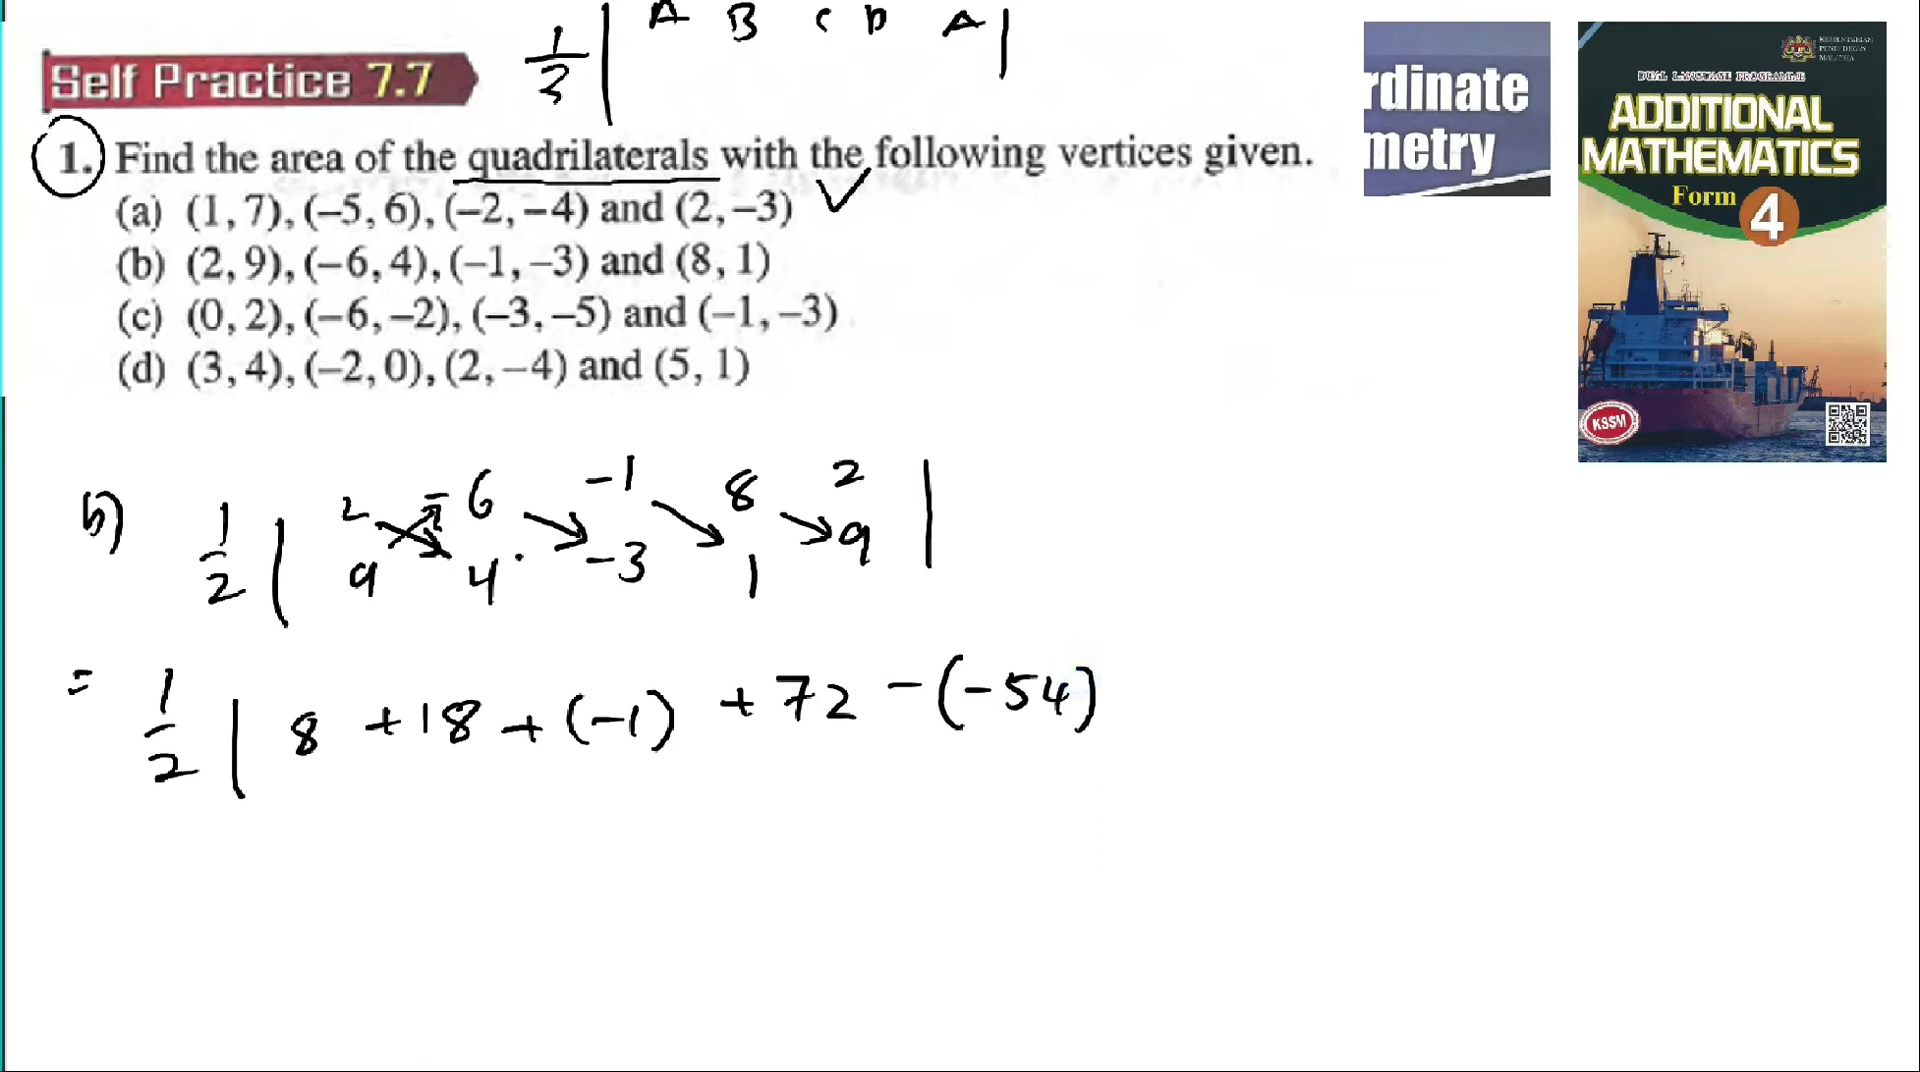 1/2 | A B C D A |
Self Practice 7.7
1. Find the area of the quadrilaterals with the following vertices given.
(a) (1, 7), (–5, 6), (–2, –4) and (2, –3)
(b) (2, 9), (–6, 4), (–1, –3) and (8, 1)
(c) (0, 2), (–6, –2), (–3, –5) and (–1, –3)
(d) (3, 4), (–2, 0), (2, –4) and (5, 1)
rdinate
metry
KEMENTERIAN
PENDIDIKAN
MALAYSIA
DUAL LANGUAGE PROGRAMME
ADDITIONAL
MATHEMATICS
Form 4
KSSM
b) 1/2 | 2 -6 -1 8 2 |
9 4 -3 1 9
= 1/2 | 8 + 18 + (-1) + 72 - (-54)